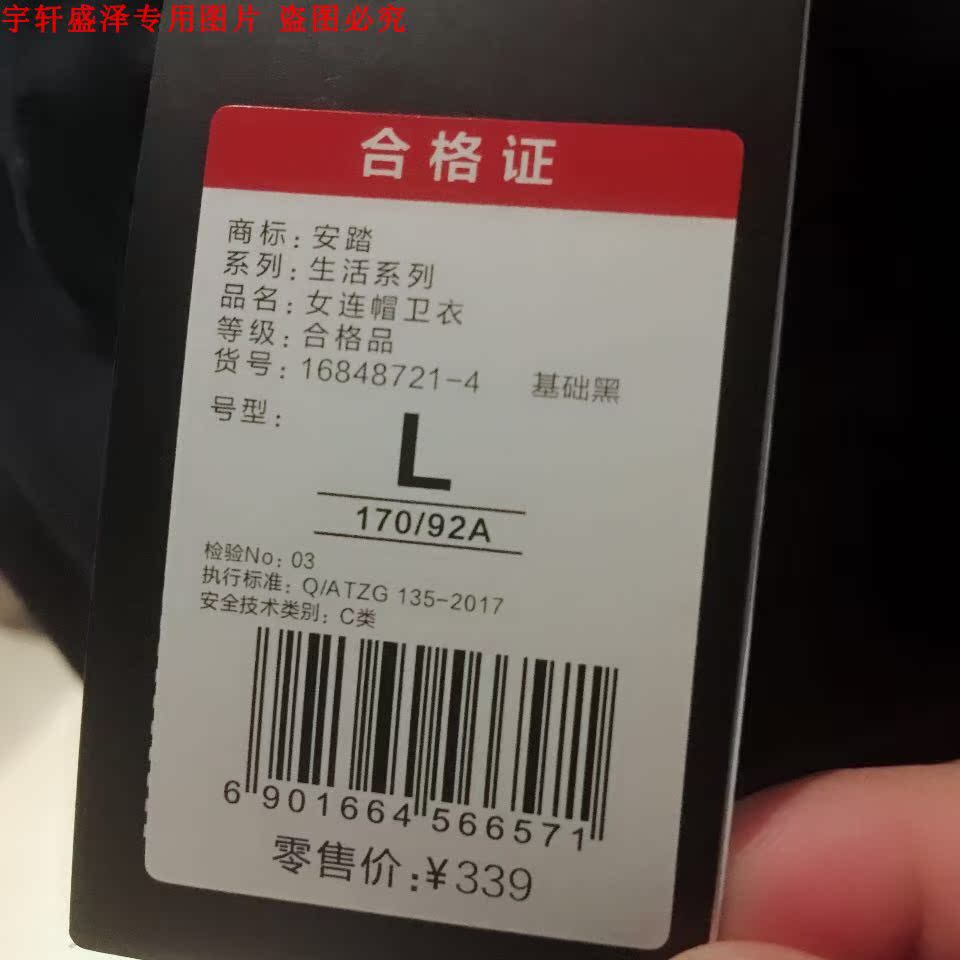 宇轩盛泽专用图片 盗图必究
合格证
商标：安踏
系列：生活系列
品名：女连帽卫衣
等级：合格品
货号：16848721-4 基础黑
号型：
L
170/92A
检验No：03
执行标准：Q/ATZG 135-2017
安全技术类别：C类
6 901664 566571
零售价：¥339